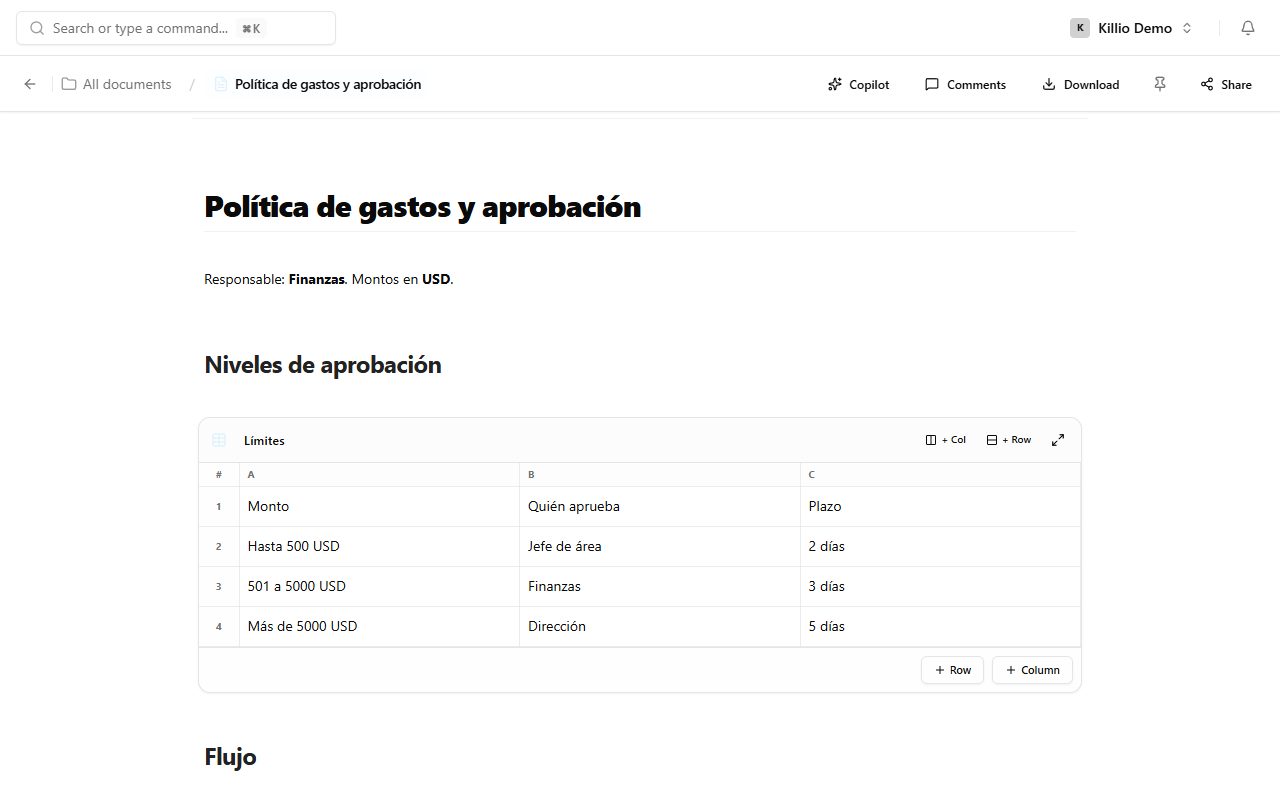 Search or type a command... ⌘K
K Killio Demo
All documents / Política de gastos y aprobación
Copilot Comments Download Share
Política de gastos y aprobación
Responsable: Finanzas. Montos en USD.
Niveles de aprobación
Límites + Col + Row
# A B C
1 Monto Quién aprueba Plazo
2 Hasta 500 USD Jefe de área 2 días
3 501 a 5000 USD Finanzas 3 días
4 Más de 5000 USD Dirección 5 días
+ Row + Column
Flujo